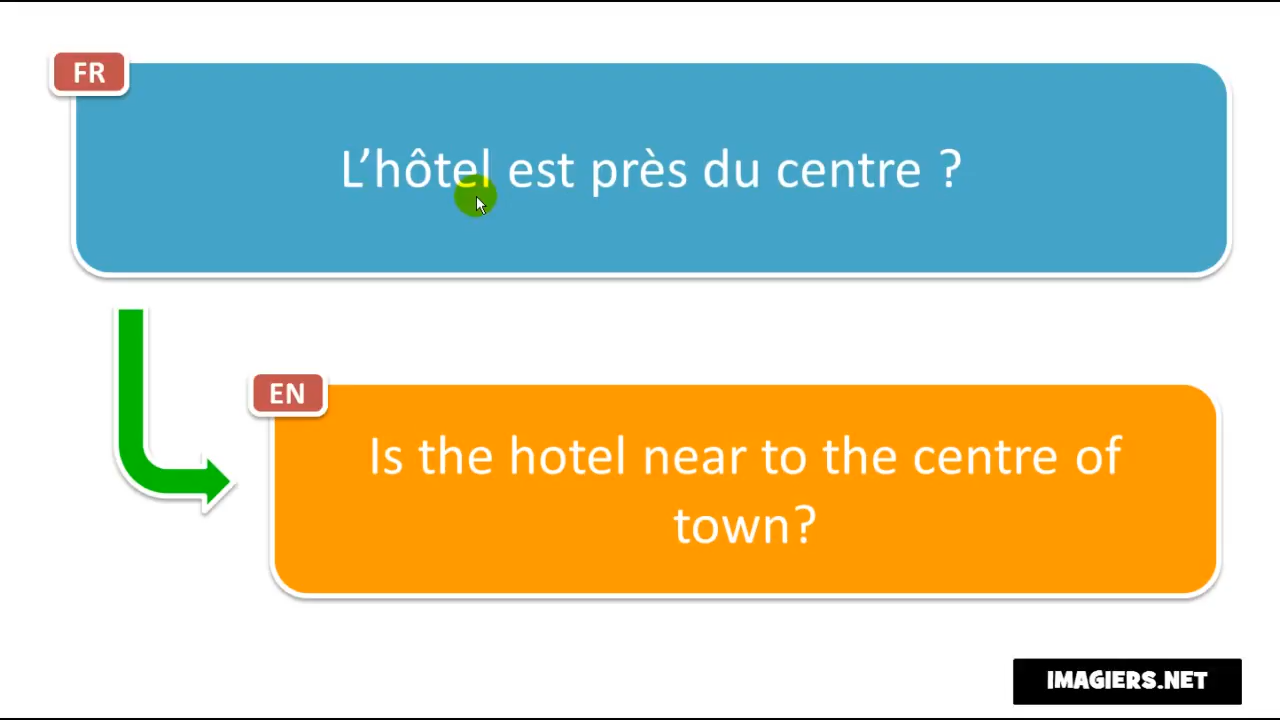 FR
L’hôtel est près du centre ?
EN
Is the hotel near to the centre of
town?
IMAGIERS.NET